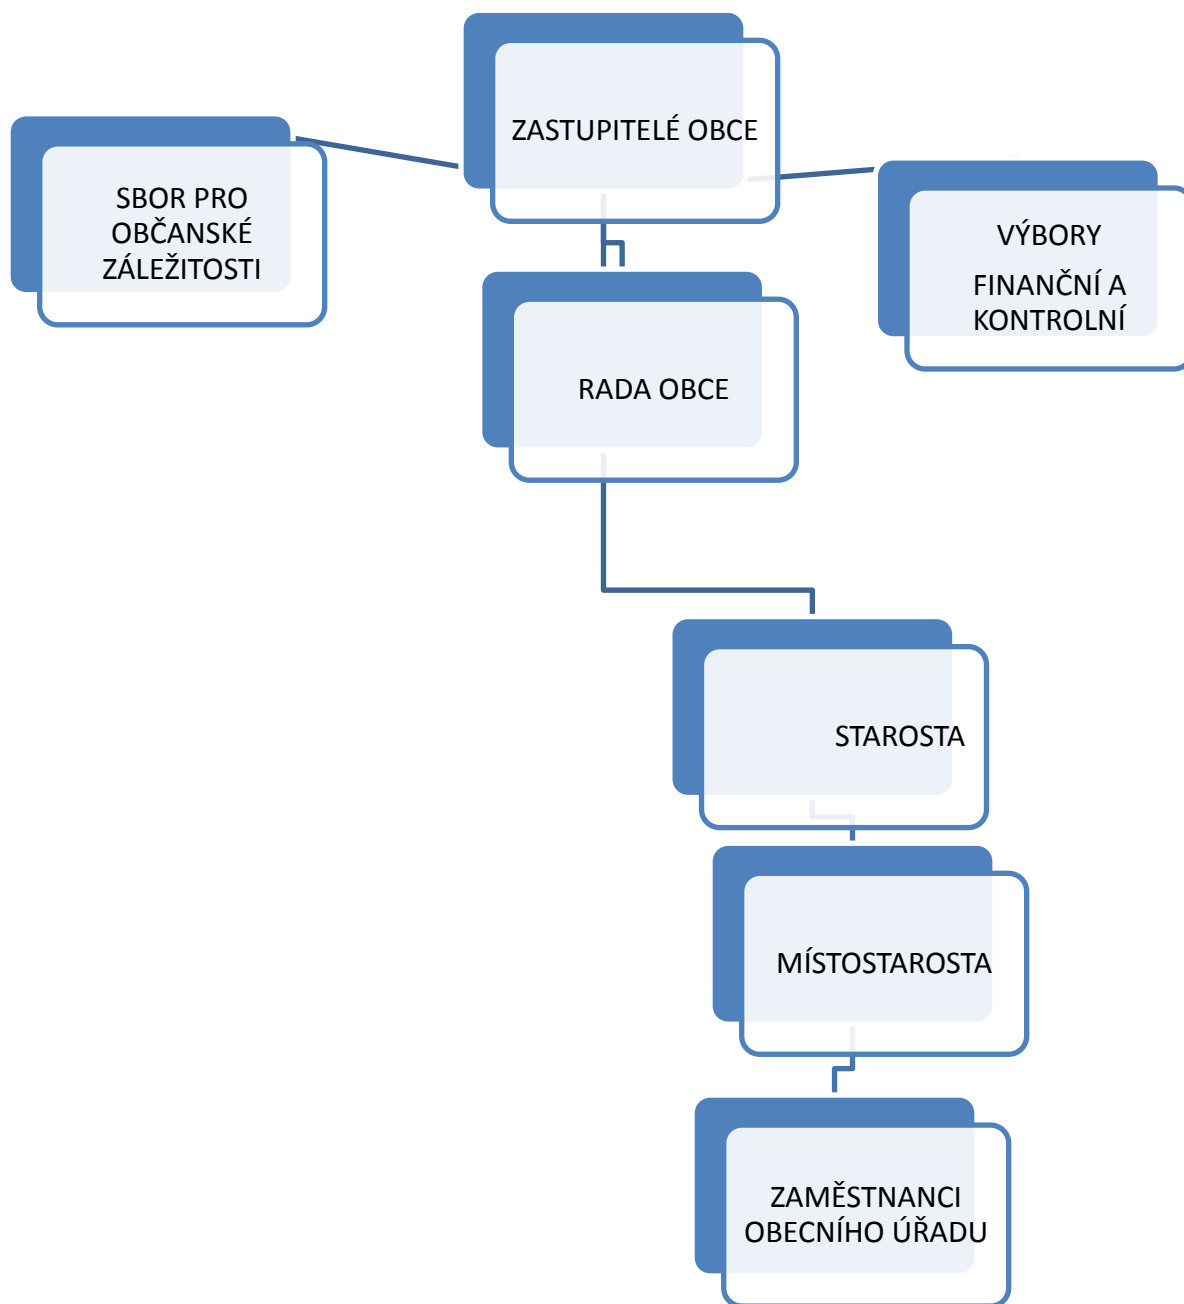 ZASTUPITELÉ OBCE
SBOR PRO
OBČANSKÉ
ZÁLEŽITOSTI
VÝBORY
FINANČNÍ A
KONTROLNÍ
RADA OBCE
STAROSTA
MÍSTOSTAROSTA
ZAMĚSTNANCI
OBECNÍHO ÚŘADU